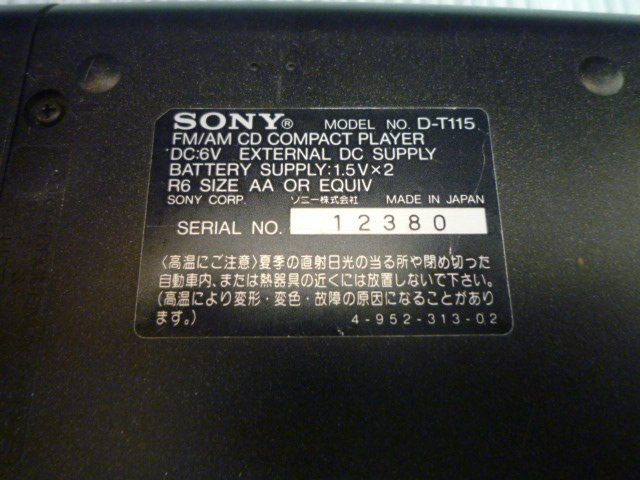 SONY® MODEL NO. D-T115
FM/AM CD COMPACT PLAYER
DC:6V EXTERNAL DC SUPPLY
BATTERY SUPPLY:1.5V×2
R6 SIZE AA OR EQUIV
SONY CORP. ソニー株式会社 MADE IN JAPAN
SERIAL NO. 12380
〈高温にご注意〉夏季の直射日光の当る所や閉め切った
自動車内、または熱器具の近くには放置しないで下さい。
(高温により変形・変色・故障の原因になることがあり
ます。)
4-952-313-02